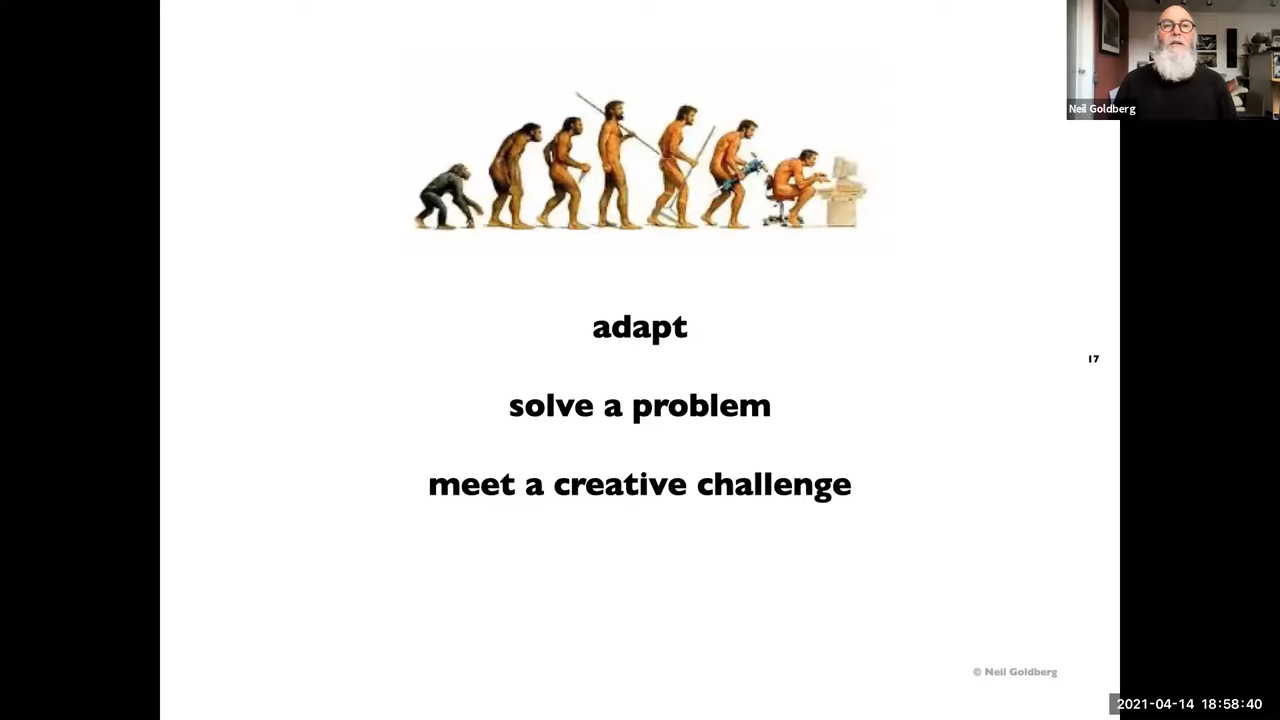 Neil Goldberg
adapt
17
solve a problem
meet a creative challenge
© Neil Goldberg
2021-04-14 18:58:40